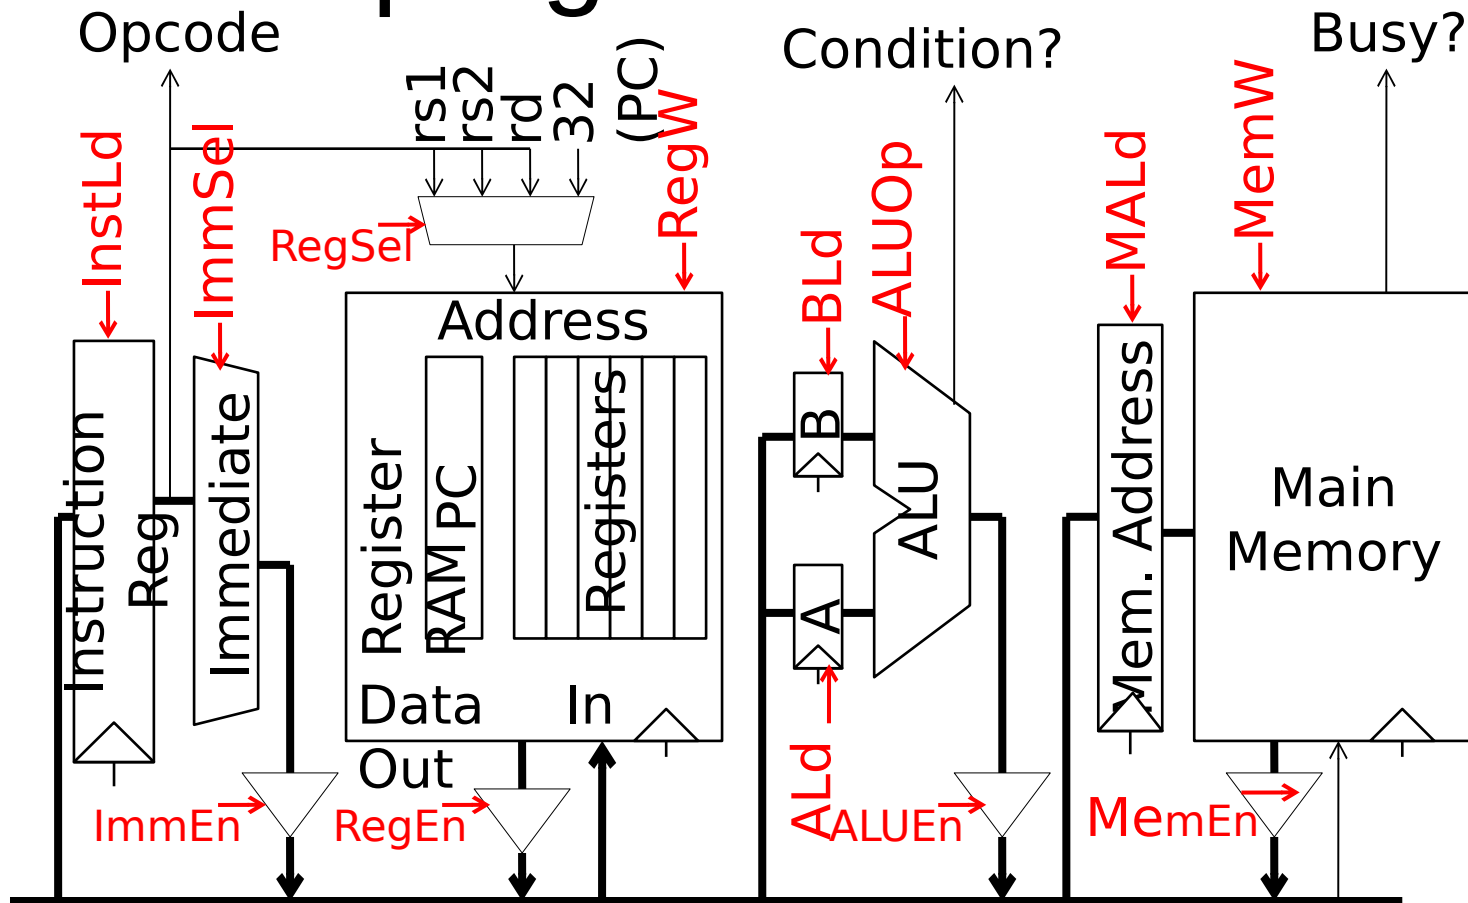 Opcode
Condition?
Busy?
rs1
rs2
rd
32
(PC)
InstLd
ImmSel
RegSel
RegW
BLd
ALUOp
MALd
MemW
Address
Instruction
Reg
Immediate
Register
RAM
PC
Registers
Data
Out
In
B
A
ALU
Mem. Address
Main
Memory
ImmEn
RegEn
ALd
ALUEn
MemEn